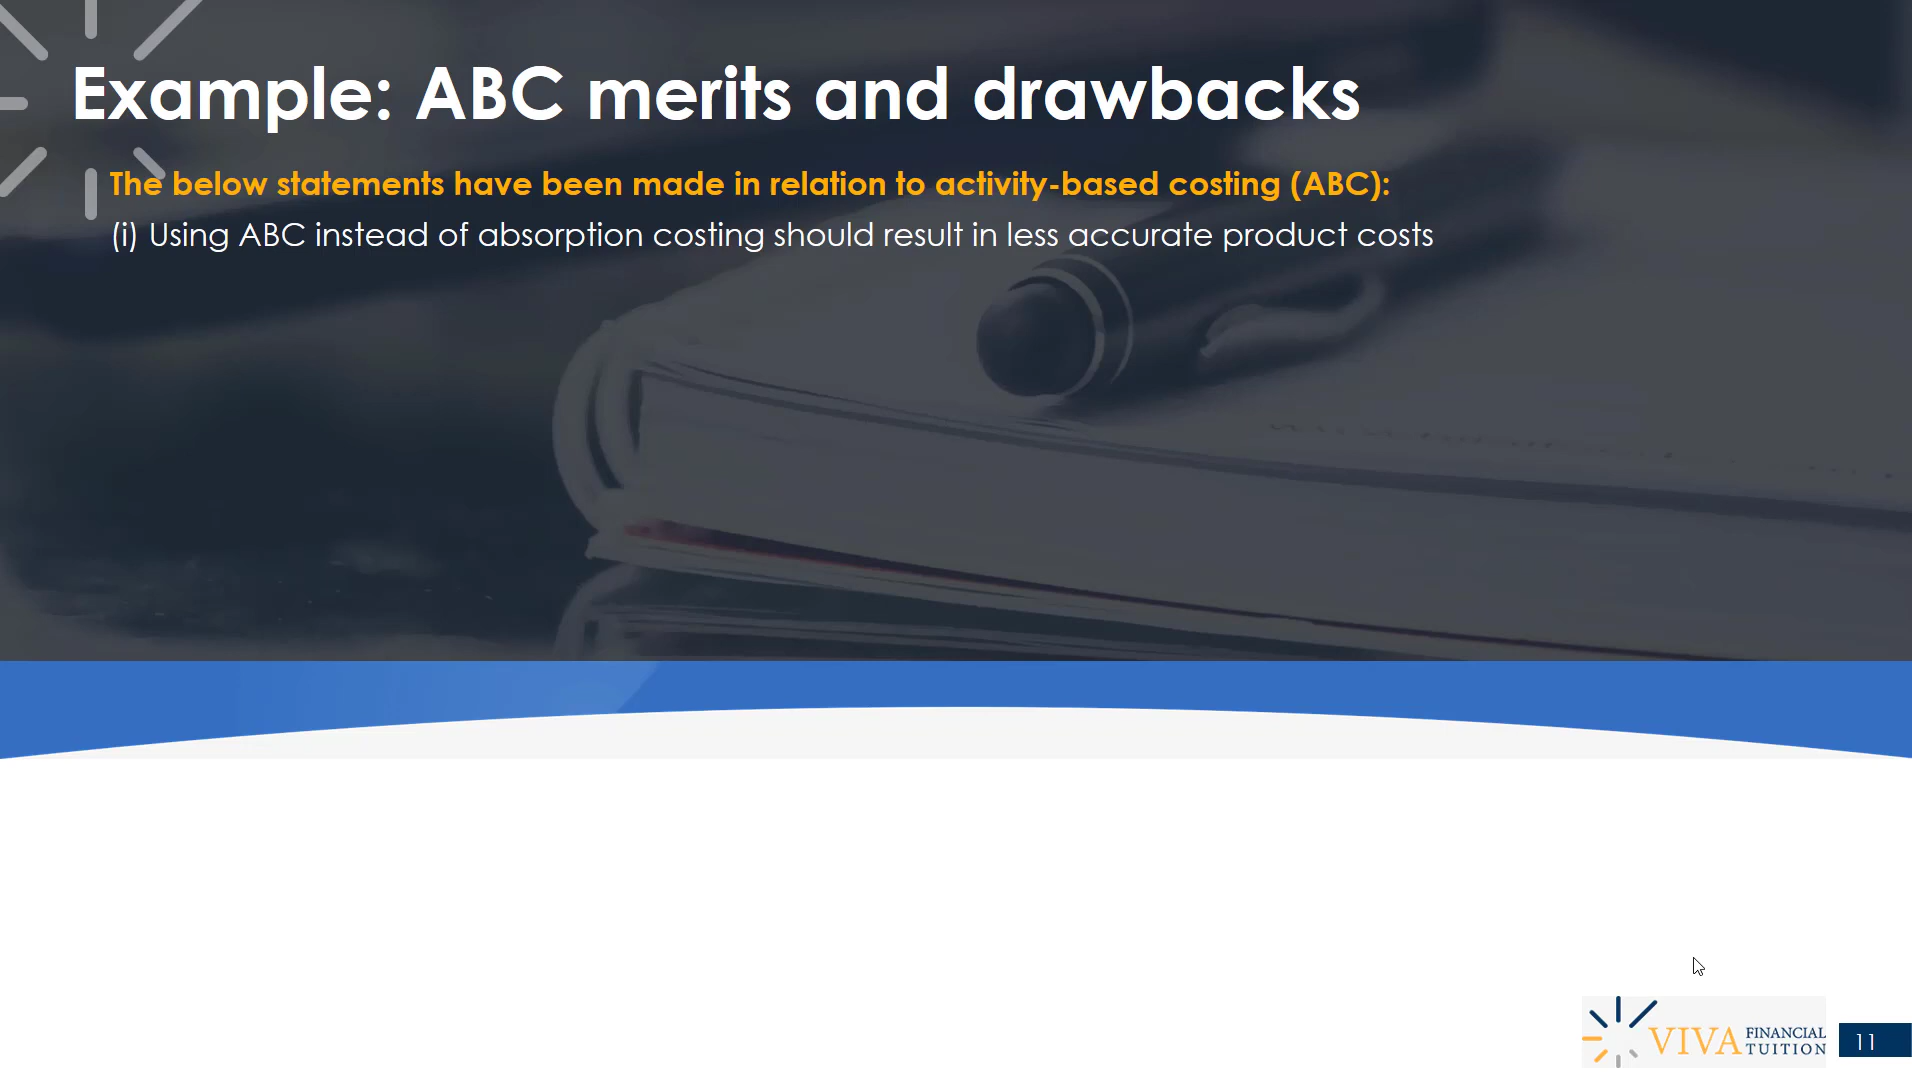 Example: ABC merits and drawbacks
The below statements have been made in relation to activity-based costing (ABC):
(i) Using ABC instead of absorption costing should result in less accurate product costs
VIVA FINANCIAL TUITION
11